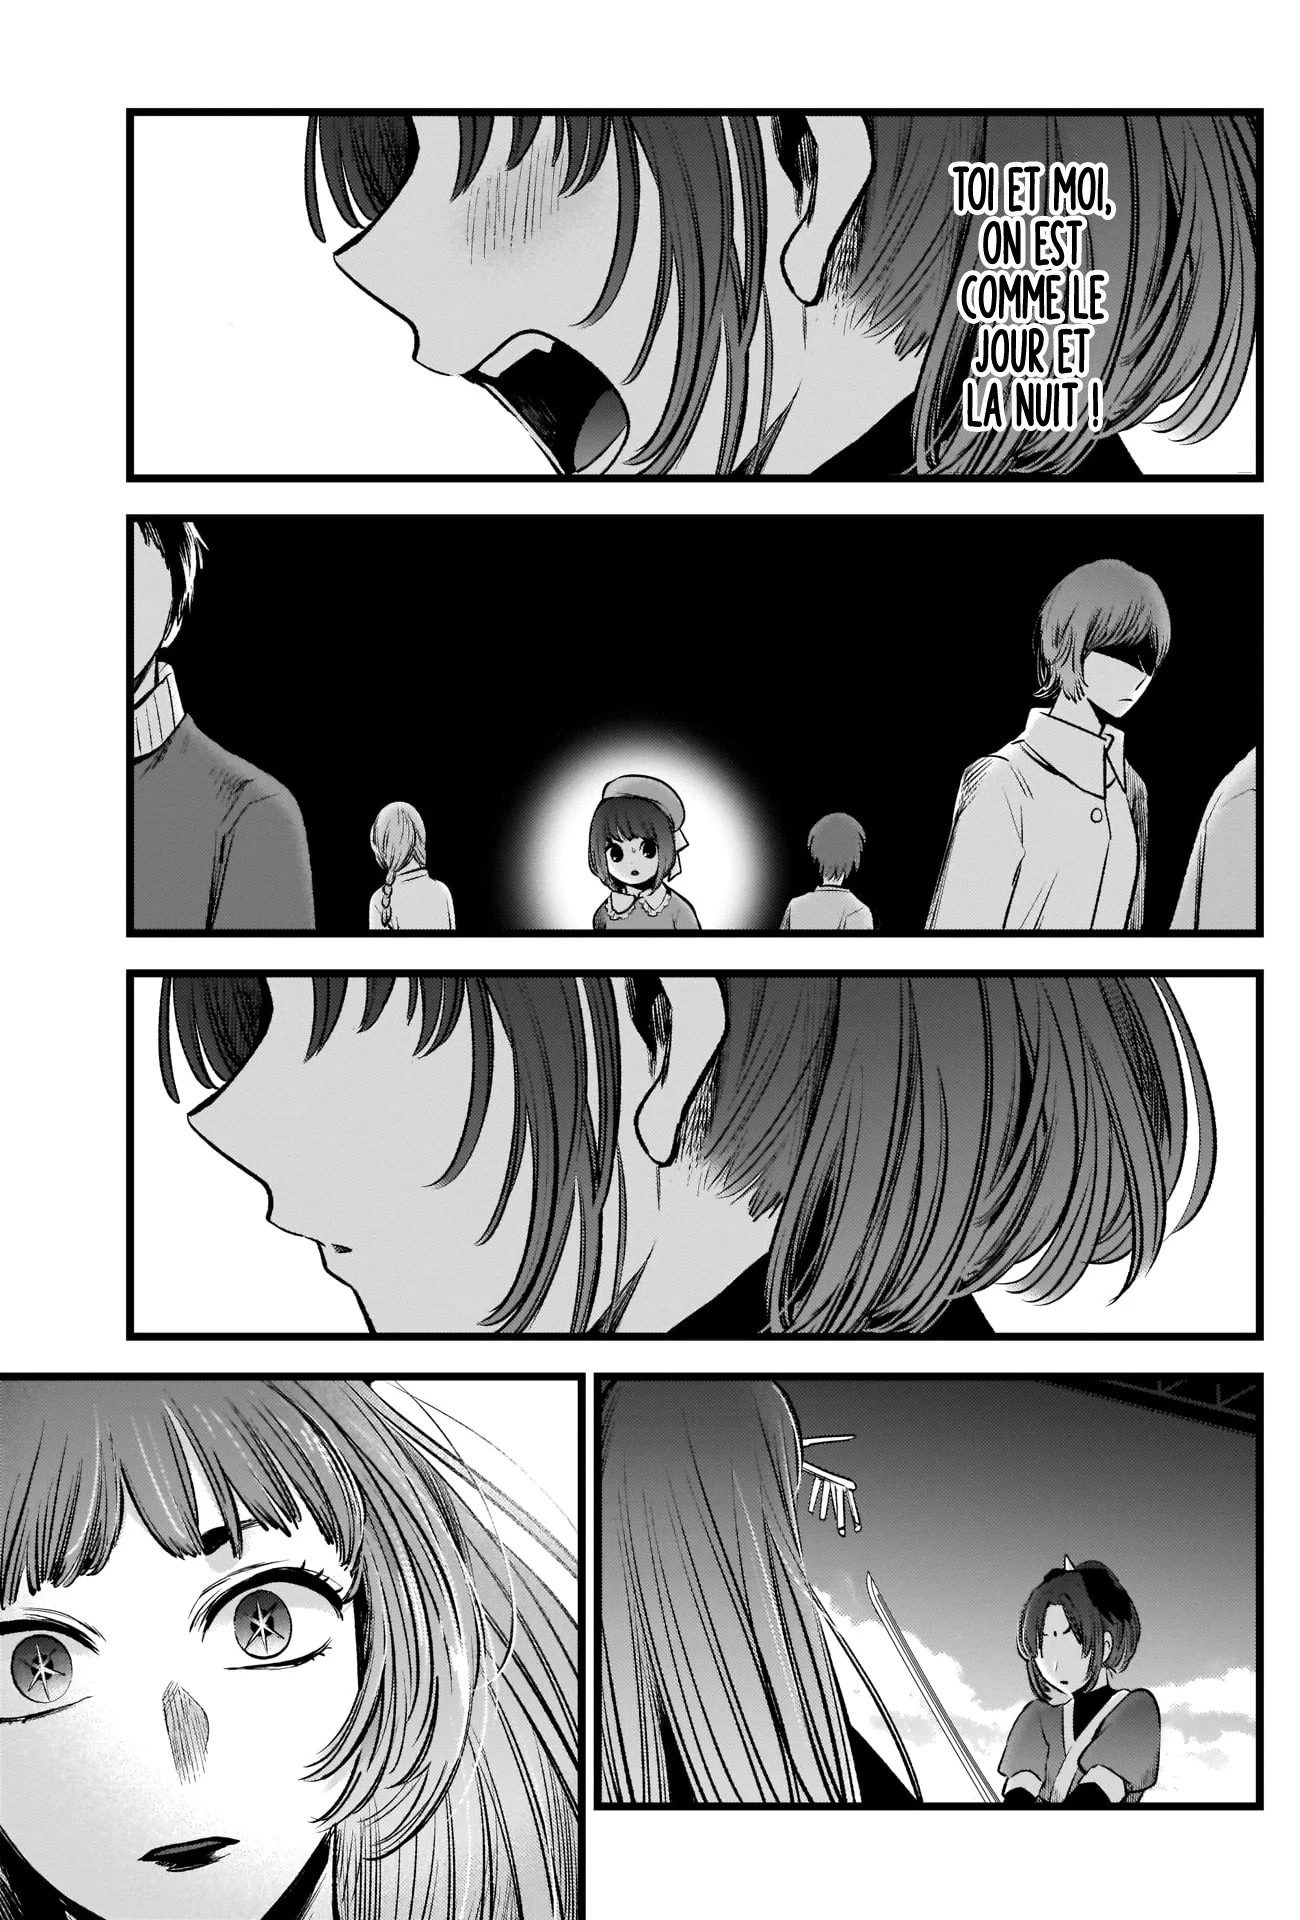 TOI ET MOI,
ON EST
COMME LE
JOUR ET
LA NUIT !